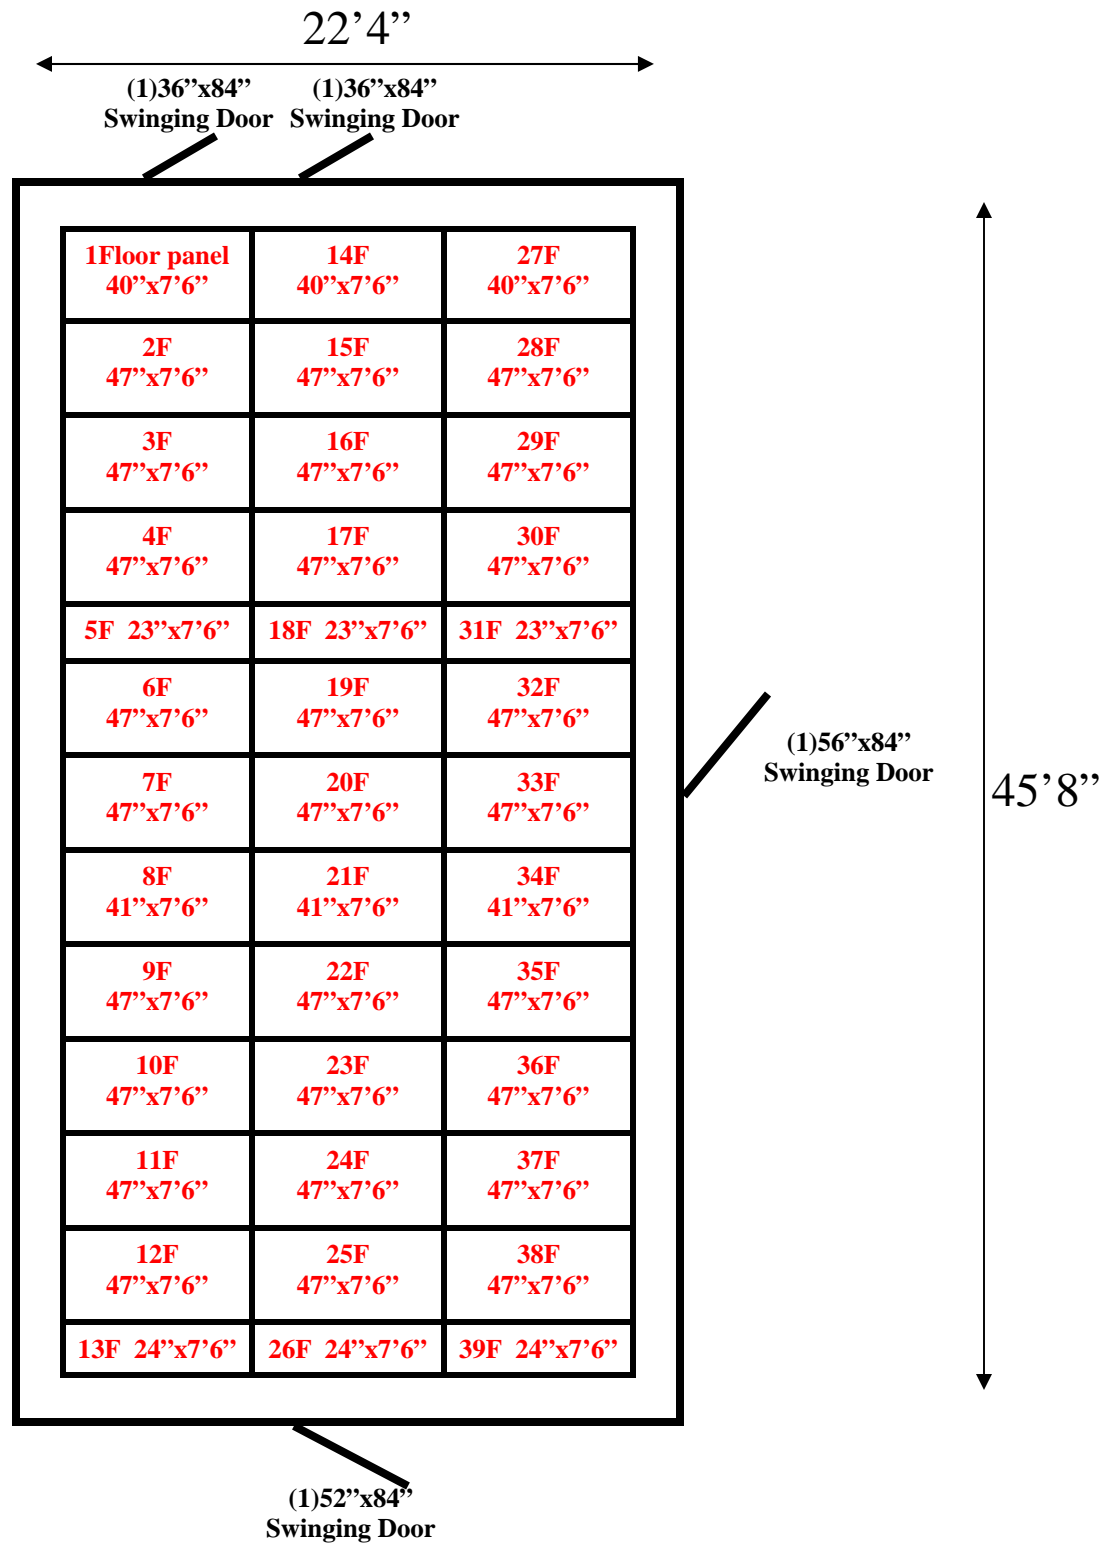 22’4”
(1)36”x84” (1)36”x84”
Swinging Door Swinging Door
1Floor panel 14F 27F
40”x7’6” 40”x7’6” 40”x7’6”
2F 15F 28F
47”x7’6” 47”x7’6” 47”x7’6”
3F 16F 29F
47”x7’6” 47”x7’6” 47”x7’6”
4F 17F 30F
47”x7’6” 47”x7’6” 47”x7’6”
5F 23”x7’6” 18F 23”x7’6” 31F 23”x7’6”
6F 19F 32F
47”x7’6” 47”x7’6” 47”x7’6”
(1)56”x84”
Swinging Door
45’8”
7F 20F 33F
47”x7’6” 47”x7’6” 47”x7’6”
8F 21F 34F
41”x7’6” 41”x7’6” 41”x7’6”
9F 22F 35F
47”x7’6” 47”x7’6” 47”x7’6”
10F 23F 36F
47”x7’6” 47”x7’6” 47”x7’6”
11F 24F 37F
47”x7’6” 47”x7’6” 47”x7’6”
12F 25F 38F
47”x7’6” 47”x7’6” 47”x7’6”
13F 24”x7’6” 26F 24”x7’6” 39F 24”x7’6”
(1)52”x84”
Swinging Door